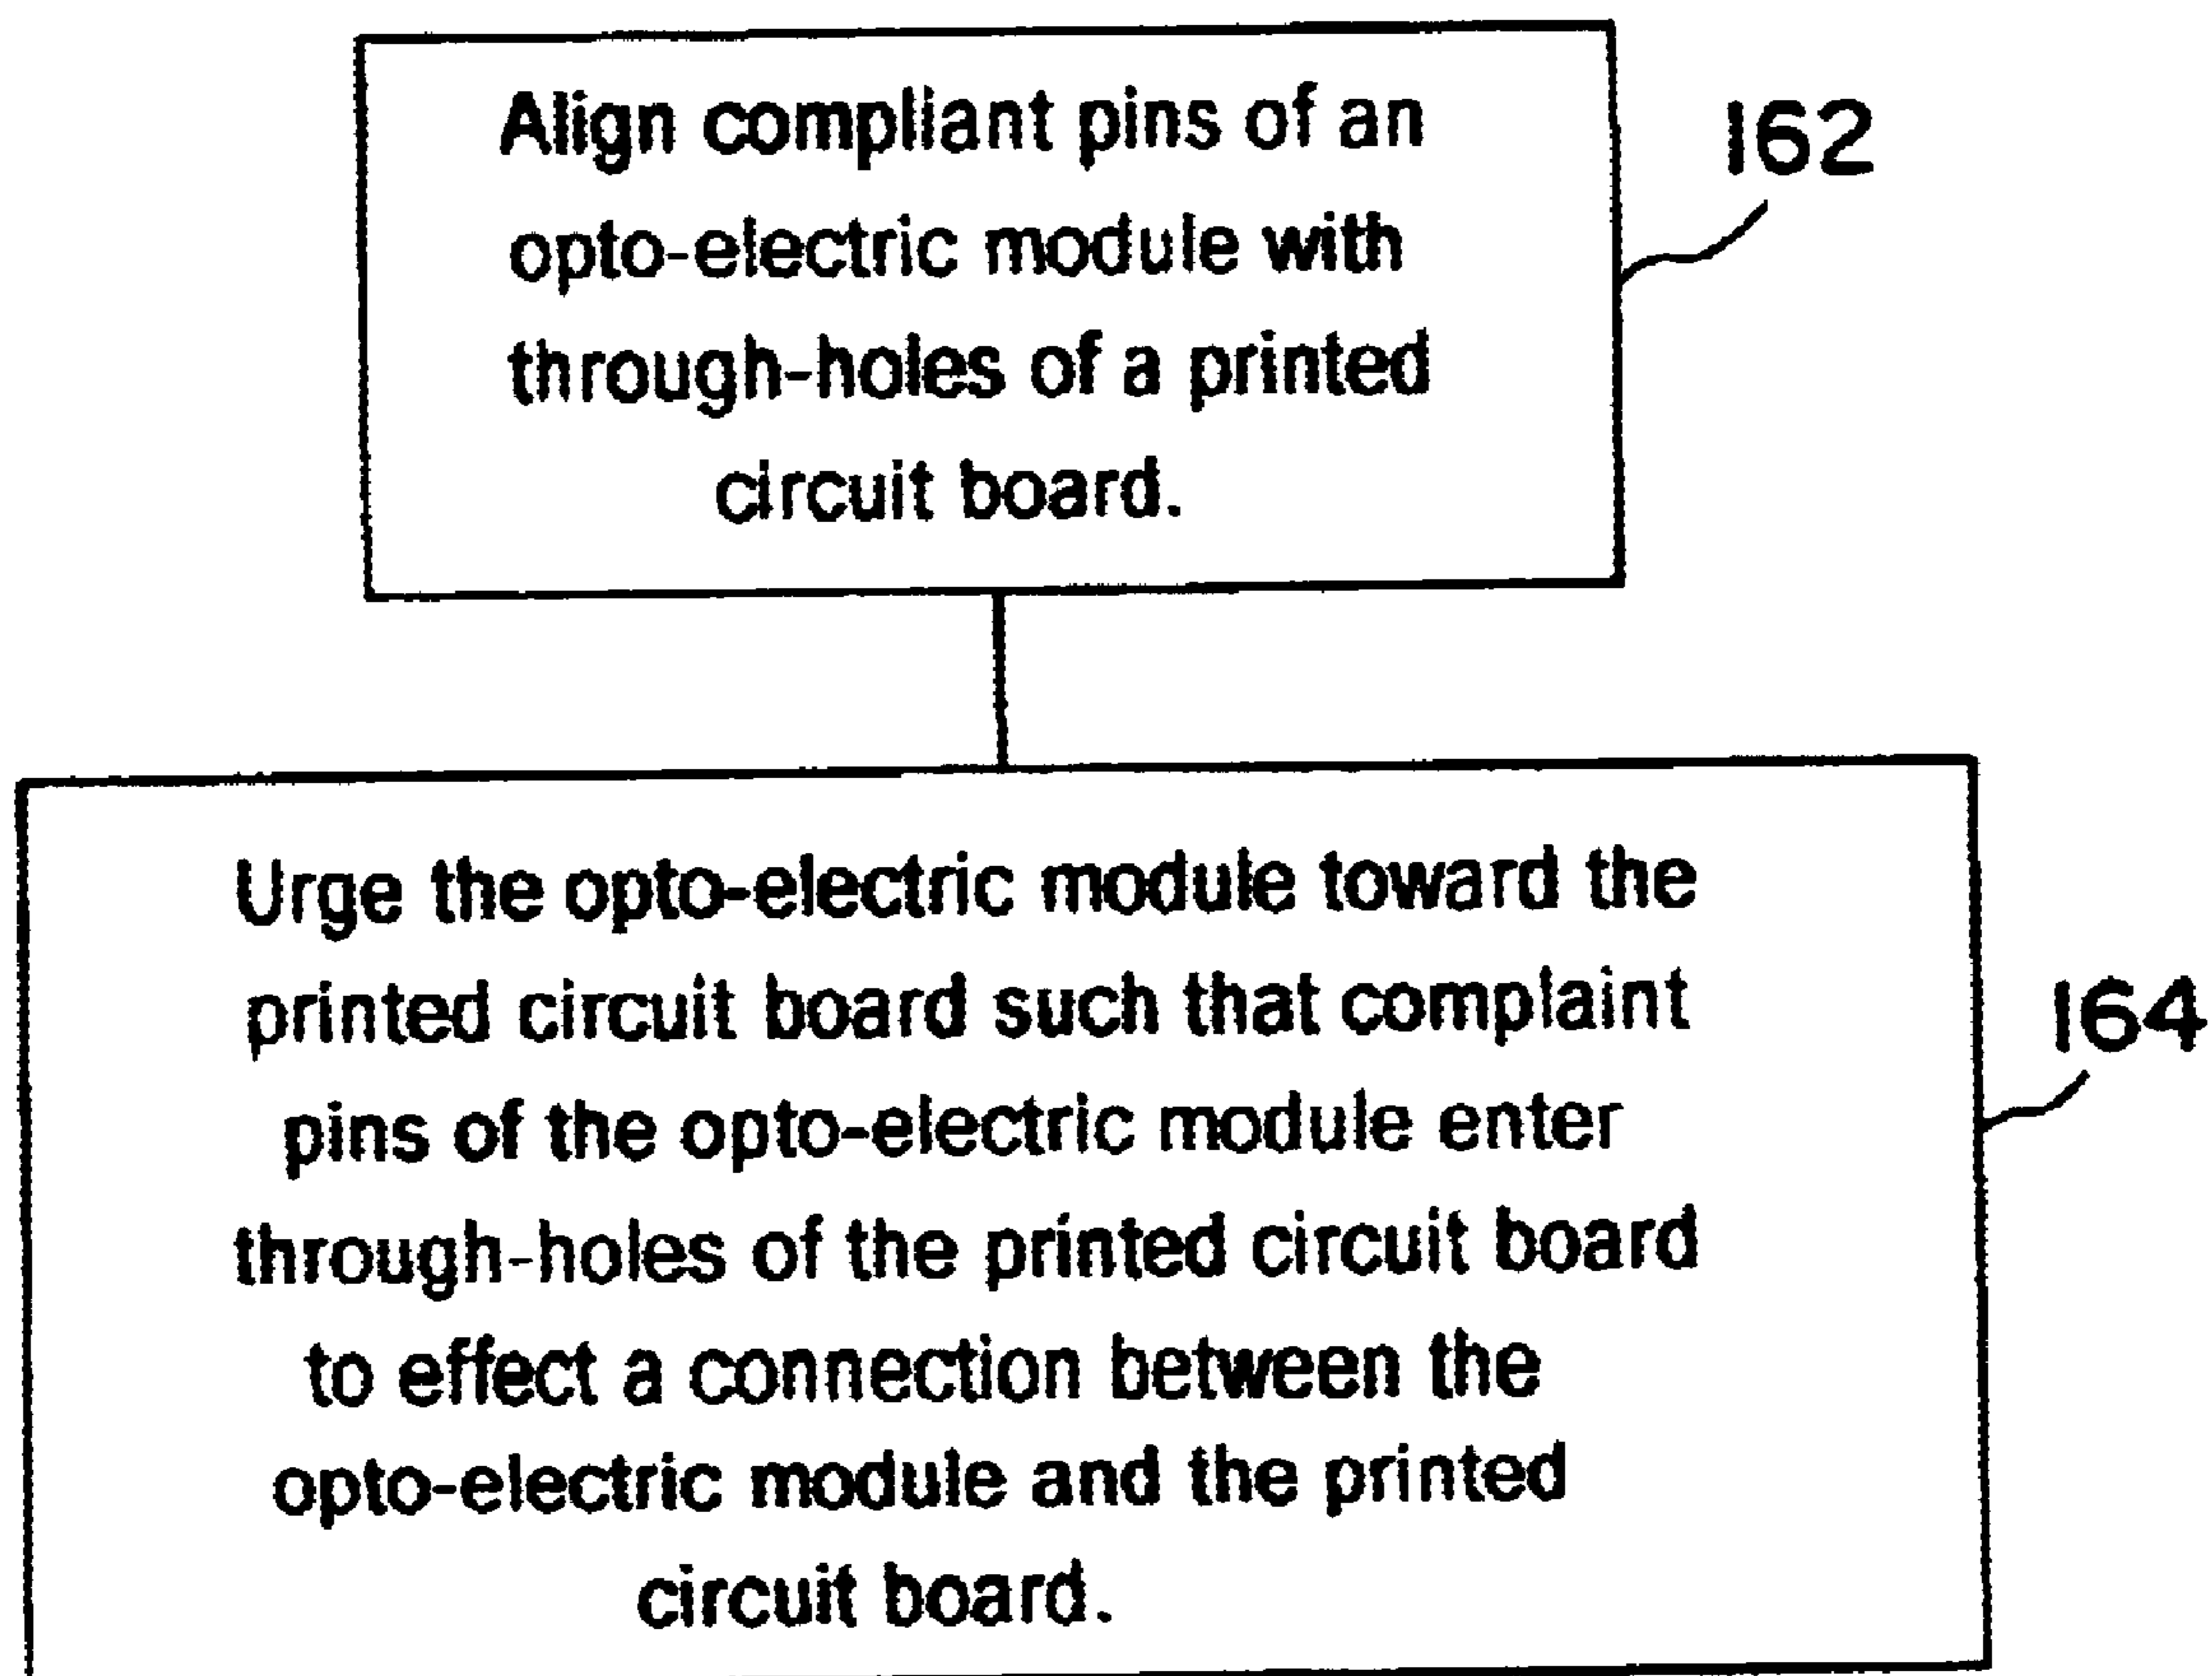 Align compliant pins of an
opto-electric module with
through-holes of a printed
circuit board.
162
Urge the opto-electric module toward the
printed circuit board such that complaint
pins of the opto-electric module enter
through-holes of the printed circuit board
to effect a connection between the
opto-electric module and the printed
circuit board.
164